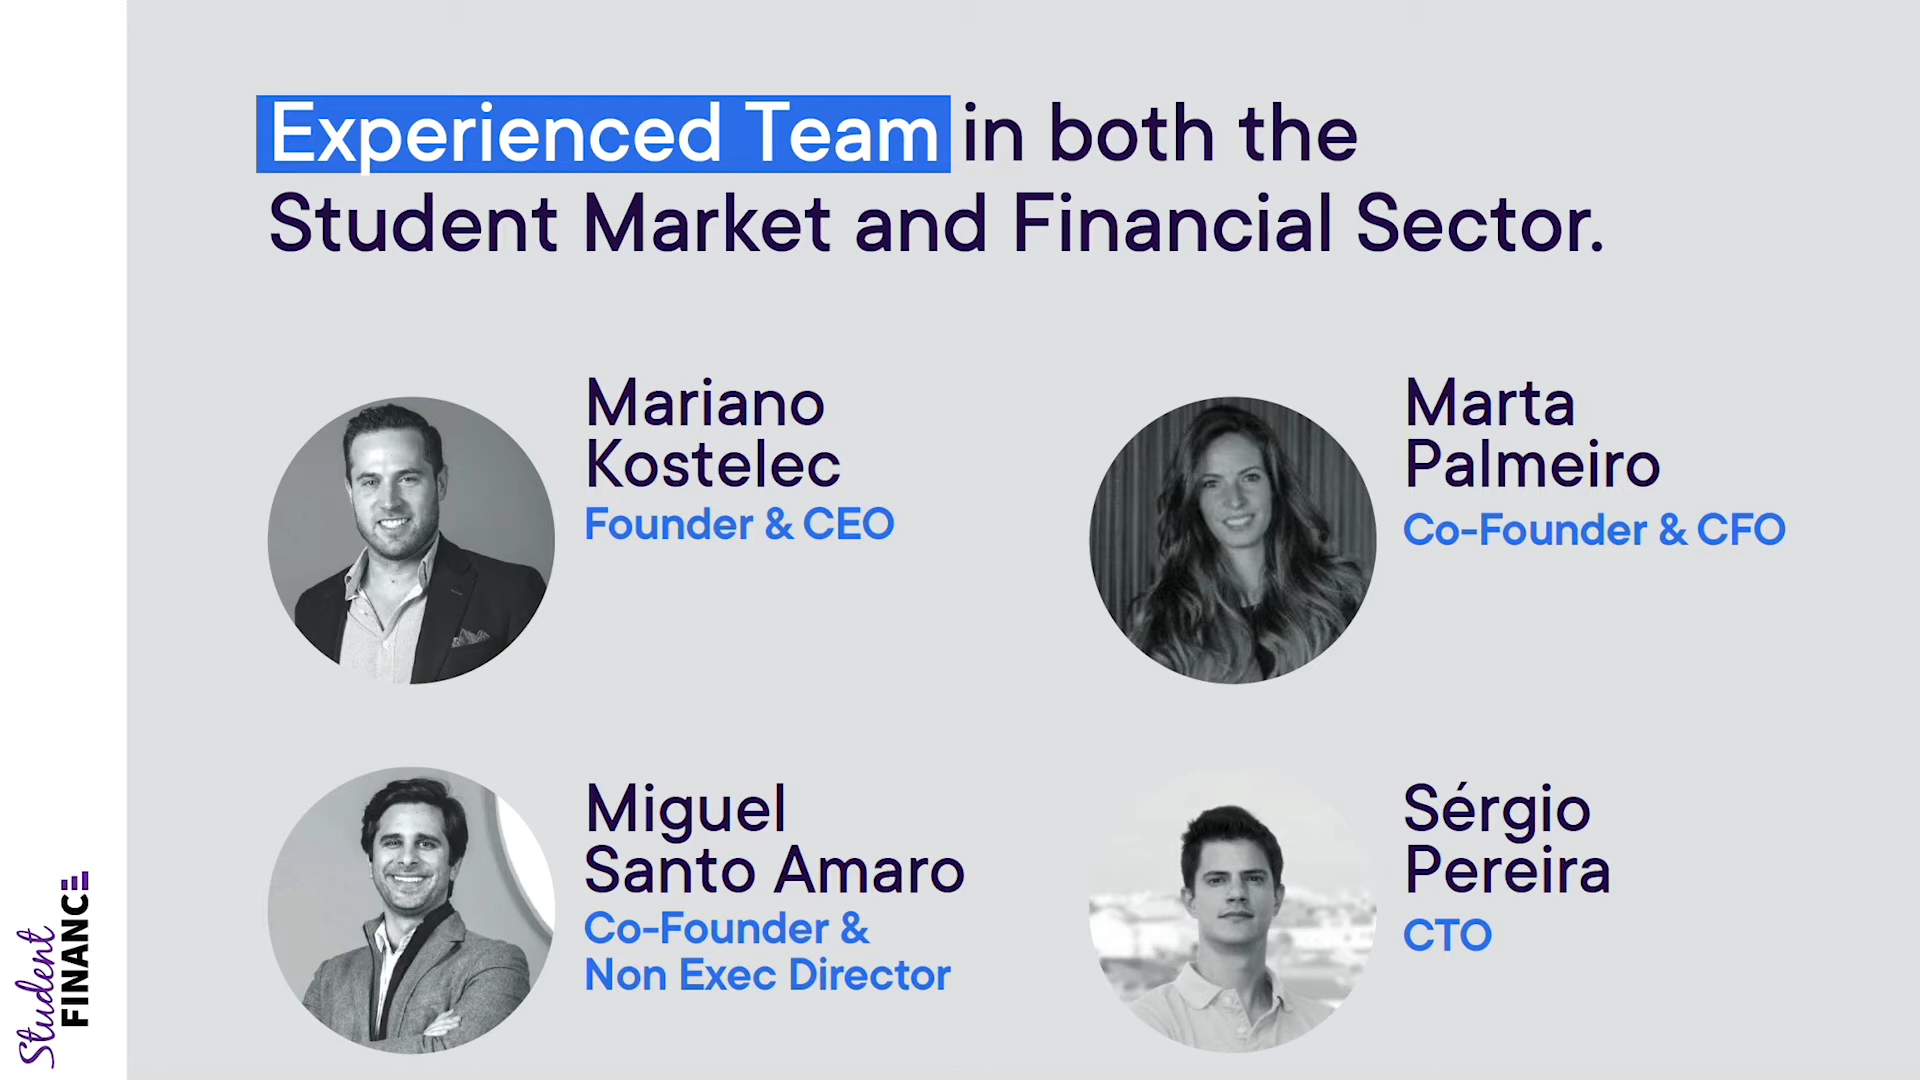 Experienced Team in both the
Student Market and Financial Sector.
Mariano
Kostelec
Founder & CEO
Marta
Palmeiro
Co-Founder & CFO
Miguel
Santo Amaro
Co-Founder &
Non Exec Director
Sérgio
Pereira
CTO
Student
FINANCE